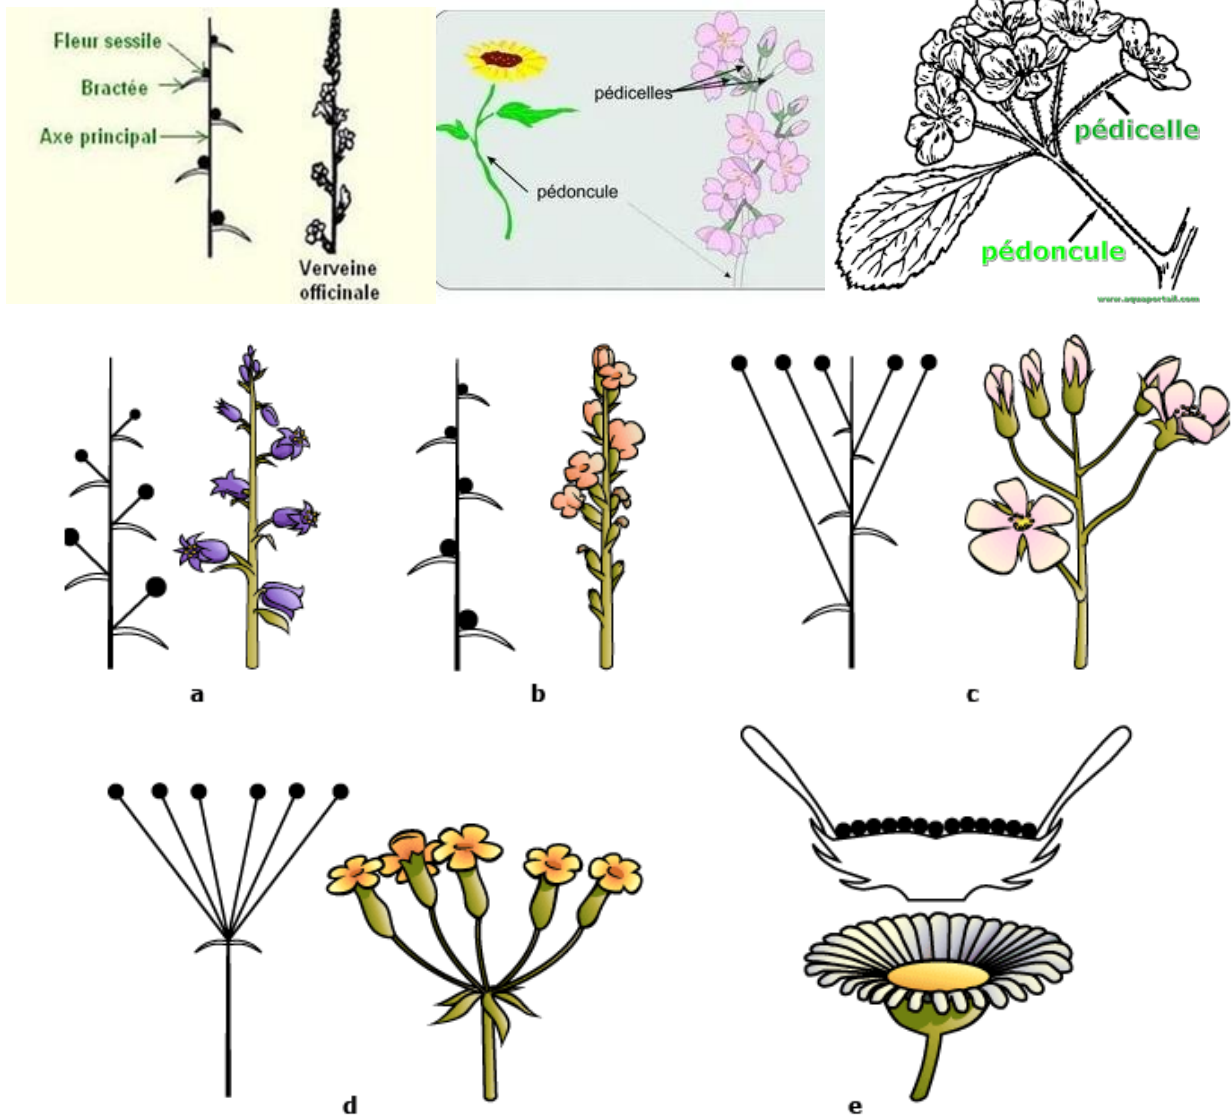 Fleur sessile
Bractée
Axe principal
Verveine
officinale
pédicelles
pédoncule
pédicelle
pédoncule
www.aquaportail.com
a
b
c
d
e